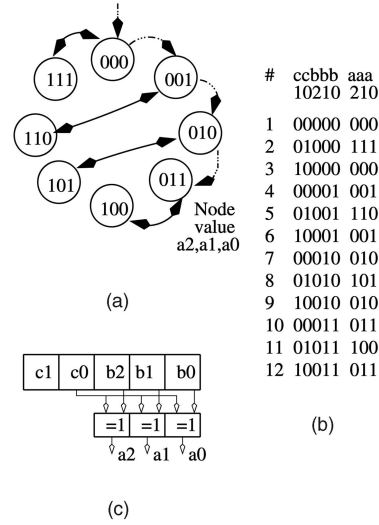 000
111
001
110
010
101
011
100
Node
value
a2,a1,a0
(a)
# ccbbb aaa
10210 210
1 00000 000
2 01000 111
3 10000 000
4 00001 001
5 01001 110
6 10001 001
7 00010 010
8 01010 101
9 10010 010
10 00011 011
11 01011 100
12 10011 011
(b)
c1 c0 b2 b1 b0
=1 =1 =1
a2 a1 a0
(c)